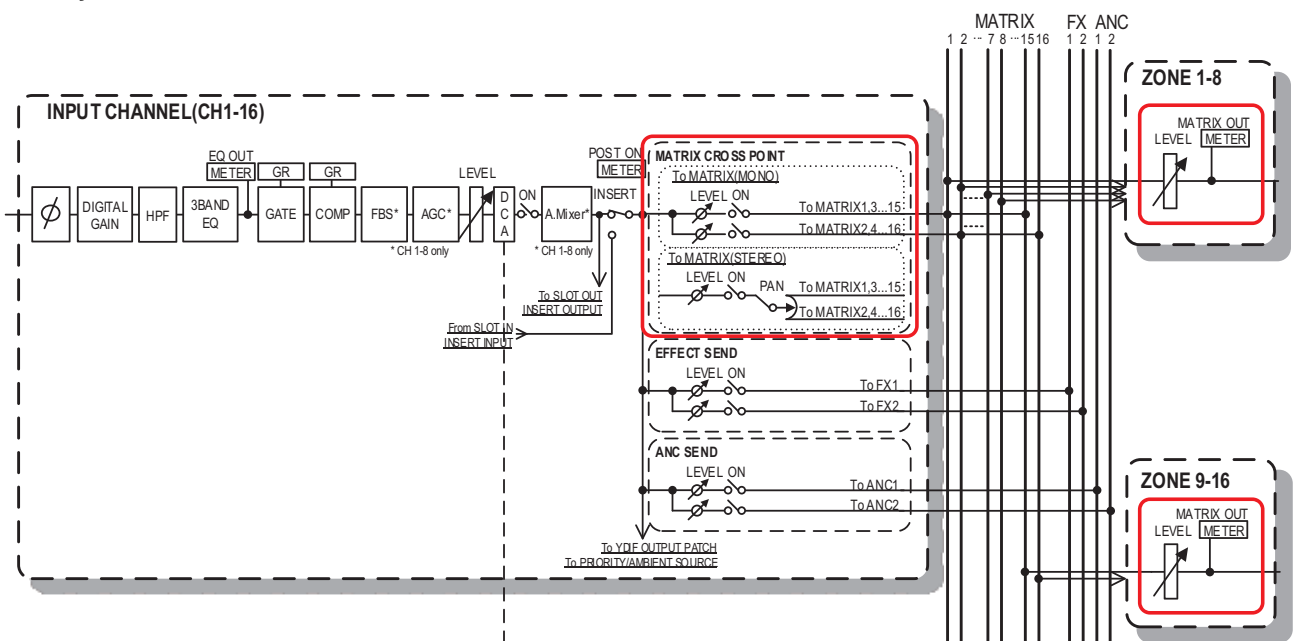 MATRIX FX ANC
1 2 ··· 7 8 ···15 16 1 2 1 2
ZONE 1-8
MATRIX OUT
LEVEL METER
INPUT CHANNEL(CH1-16)
EQ OUT
METER GR GR
LEVEL
POST ON
METER
INSERT
ø
DIGITAL
GAIN
HPF
3BAND
EQ
GATE
COMP
FBS*
AGC*
D
C
A
ON
A.Mixer*
* CH 1-8 only
* CH 1-8 only
To SLOT OUT
INSERT OUTPUT
From SLOT IN
INSERT INPUT
MATRIX CROSS POINT
To MATRIX(MONO)
LEVEL ON
To MATRIX1,3...15
To MATRIX2,4...16
To MATRIX(STEREO)
LEVEL ON
PAN
To MATRIX1,3...15
To MATRIX2,4...16
EFFECT SEND
LEVEL ON
To FX1
To FX2
ANC SEND
LEVEL ON
To ANC1
To ANC2
To YDIF OUTPUT PATCH
To PRIORITY/AMBIENT SOURCE
ZONE 9-16
MATRIX OUT
LEVEL METER